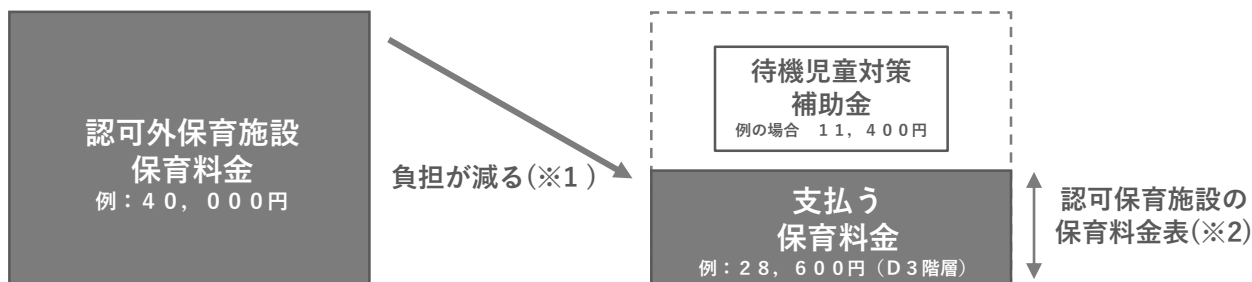 認可外保育施設
保育料金
例：４０，０００円
負担が減る(※1 )
待機児童対策
補助金
例の場合　１１，４００円
支払う
保育料金
例：２８，６００円（Ｄ３階層）
認可保育施設の
保育料金表(※2)